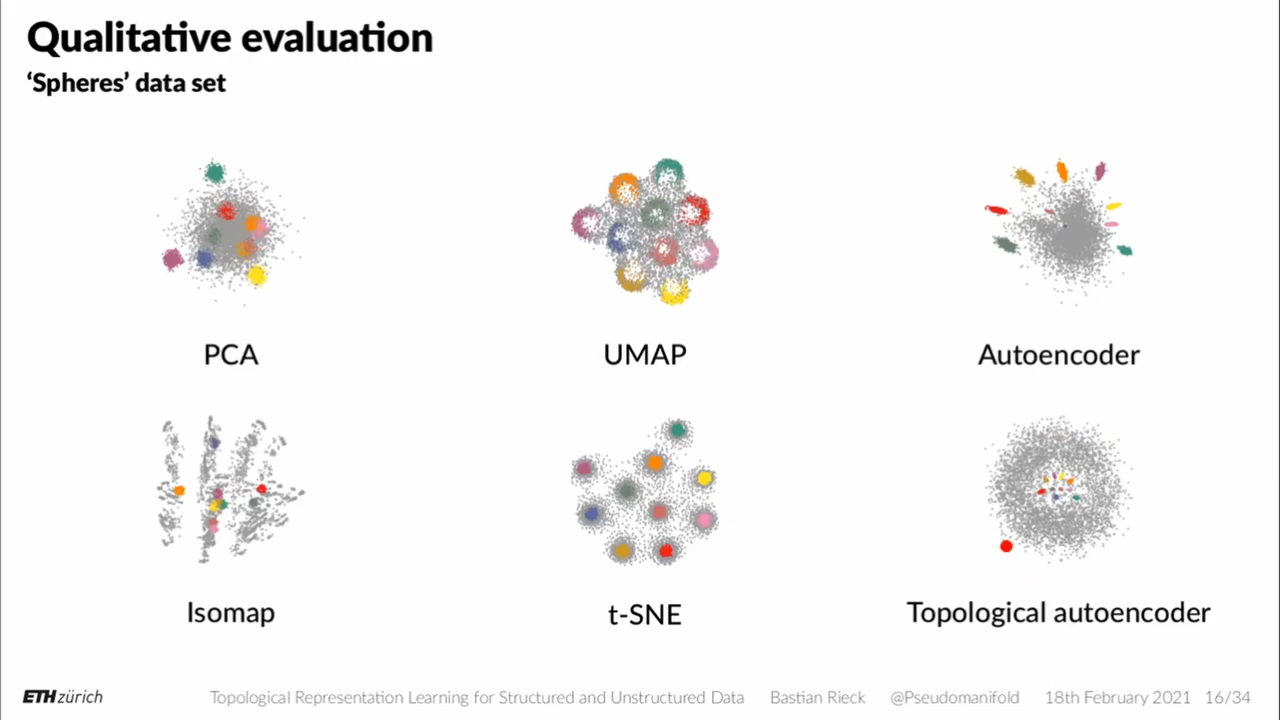 Qualitative evaluation
‘Spheres’ data set
PCA
UMAP
Autoencoder
Isomap
t-SNE
Topological autoencoder
ETH zürich Topological Representation Learning for Structured and Unstructured Data Bastian Rieck @Pseudomanifold 18th February 2021 16/34